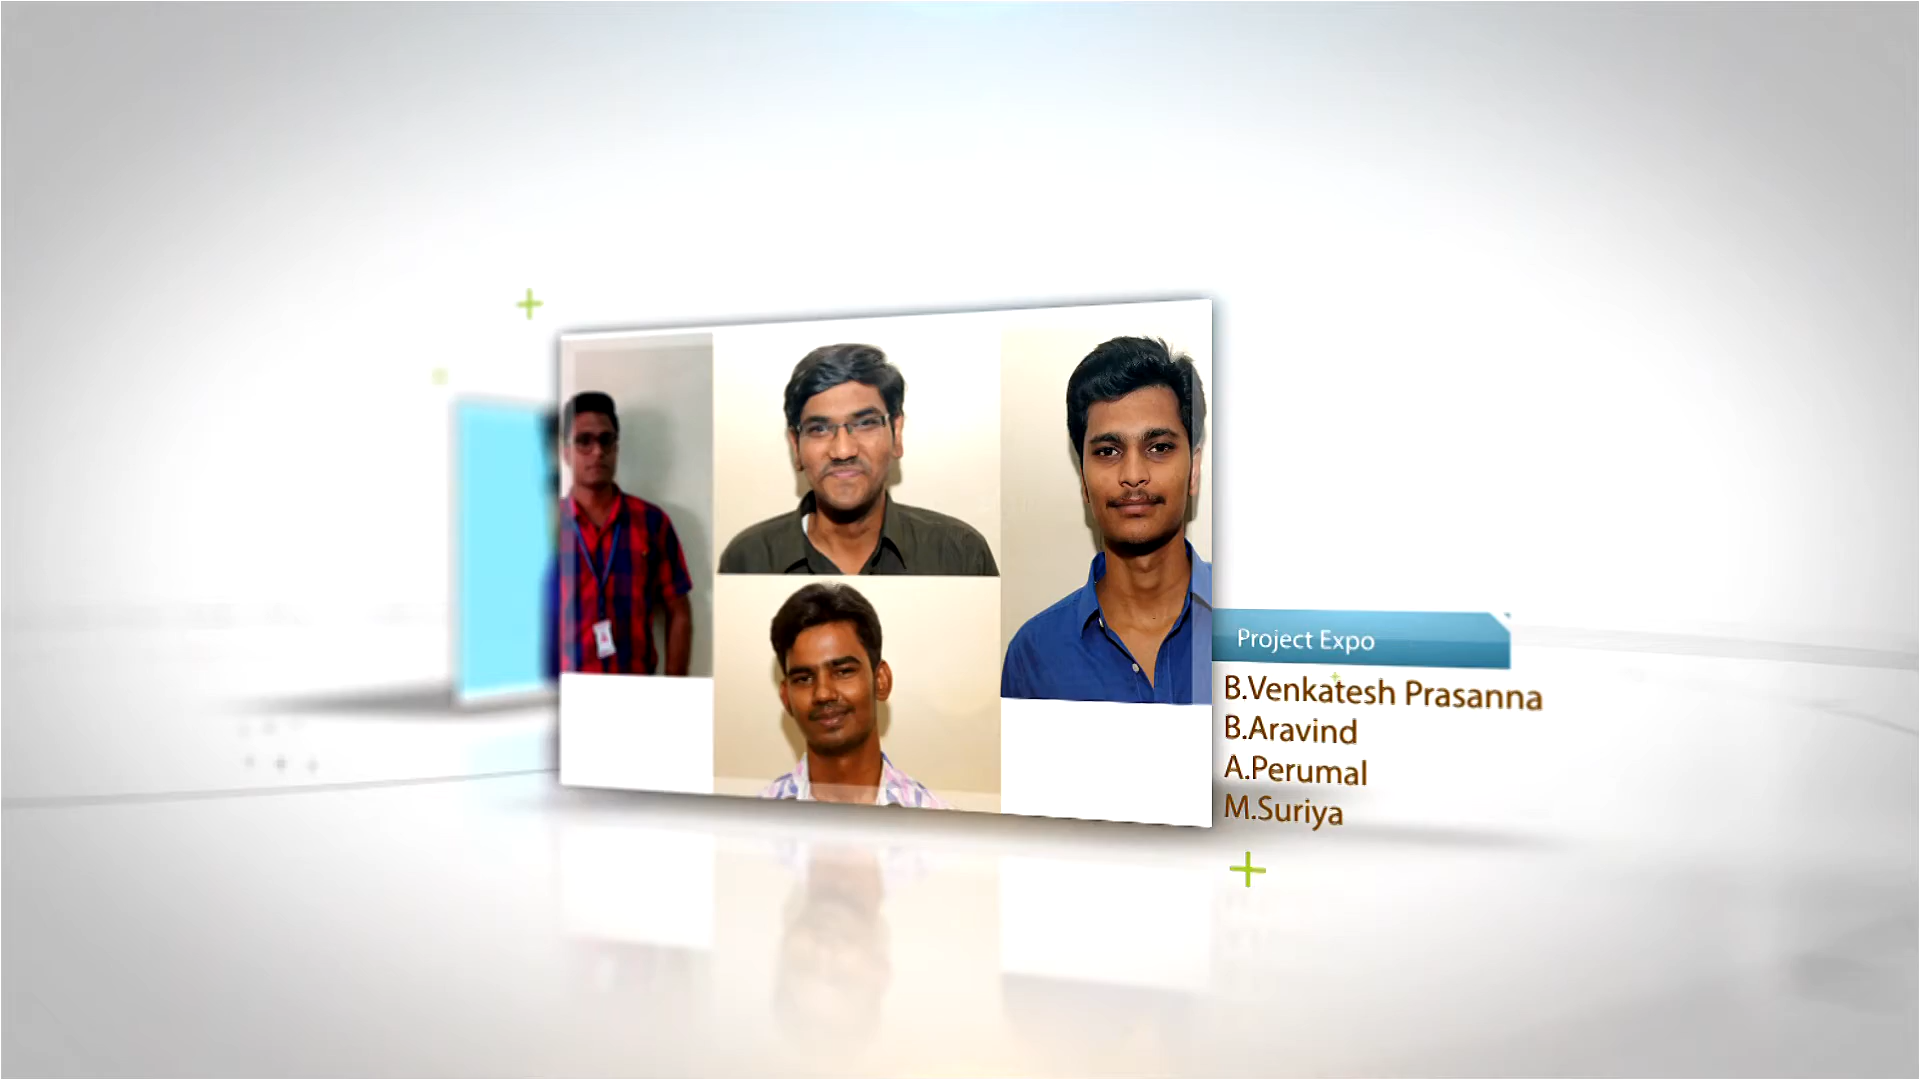 Project Expo
B.Venkatesh Prasanna
B.Aravind
A.Perumal
M.Suriya